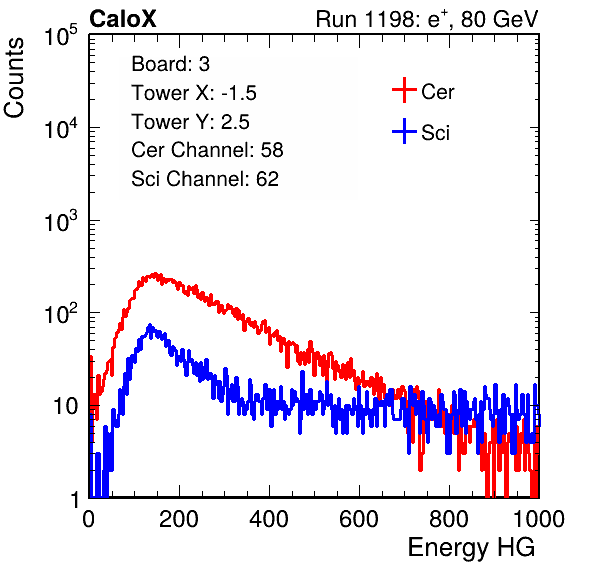 CaloX
Run 1198: e+, 80 GeV
Counts
Board: 3
Tower X: -1.5
Tower Y: 2.5
Cer Channel: 58
Sci Channel: 62
Cer
Sci
10^5
10^4
10^3
10^2
10
1
0 200 400 600 800 1000
Energy HG